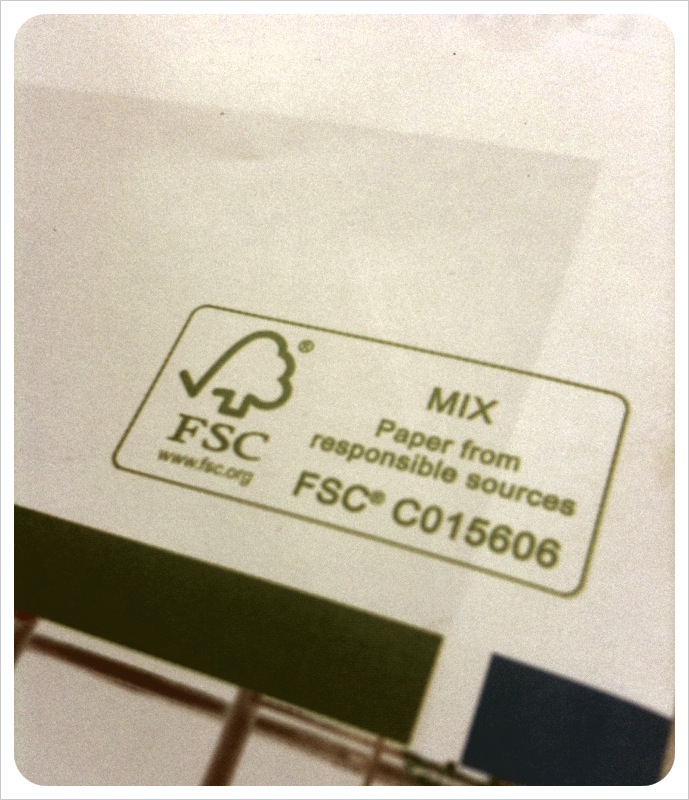 ®
FSC
www.fsc.org
MIX
Paper from
responsible sources
FSC® C015606